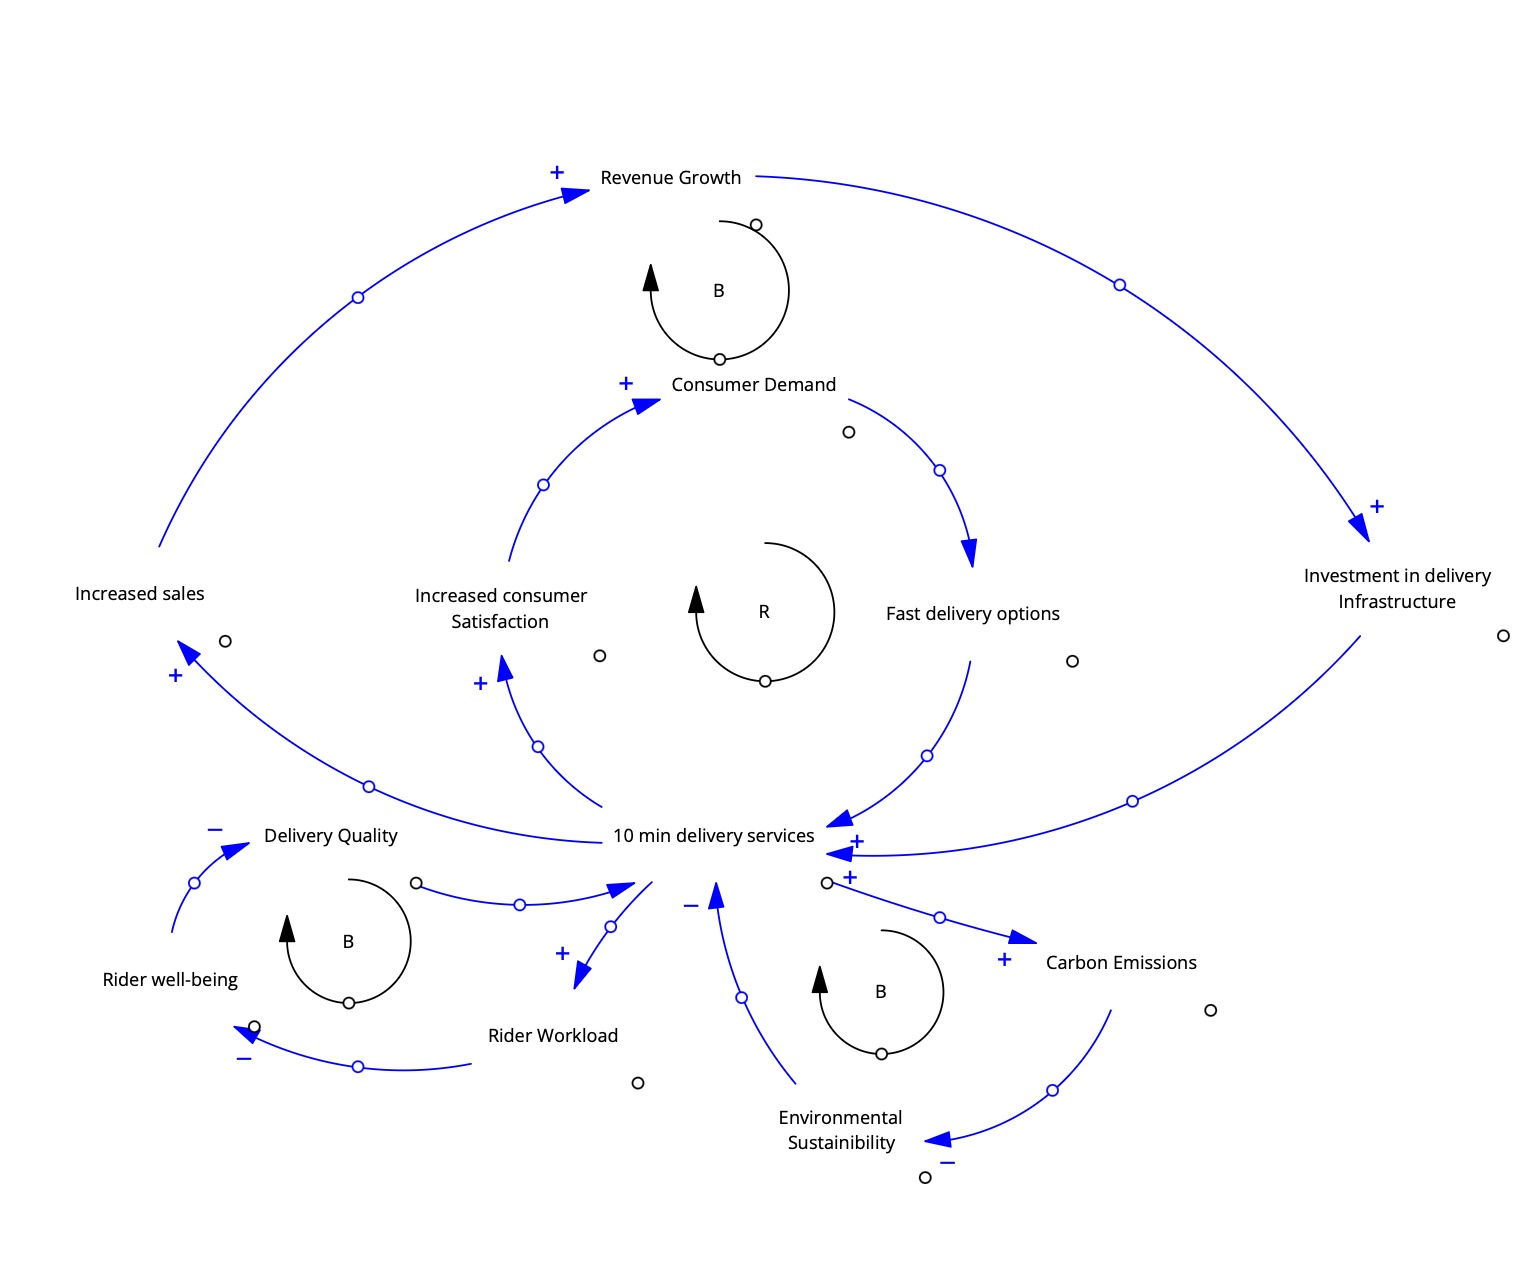 +
Revenue Growth
B
+
Consumer Demand
+
Investment in delivery
Infrastructure
Increased sales
Increased consumer
Satisfaction
R
Fast delivery options
+
+
–
Delivery Quality
10 min delivery services
+
+
–
B
+
Rider well-being
+
Carbon Emissions
B
Rider Workload
–
Environmental
Sustainibility
–